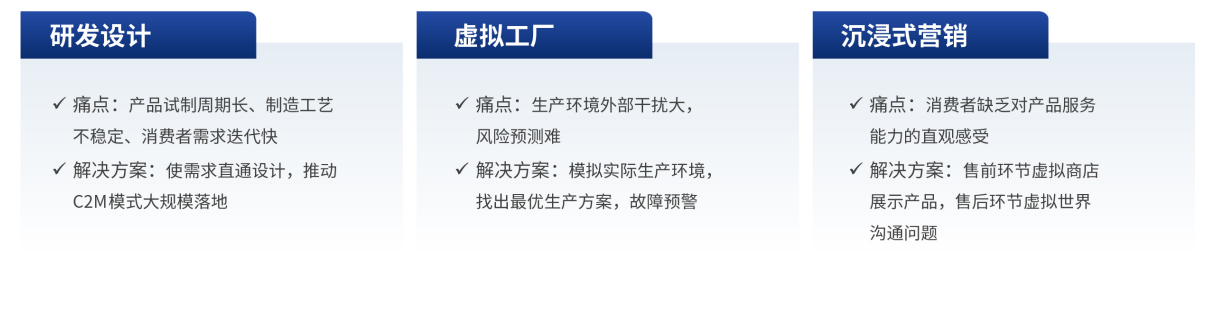 研发设计
✓ 痛点：产品试制周期长、制造工艺
不稳定、消费者需求迭代快
✓ 解决方案：使需求直通设计，推动
C2M模式大规模落地
虚拟工厂
✓ 痛点：生产环境外部干扰大，
风险预测难
✓ 解决方案：模拟实际生产环境，
找出最优生产方案，故障预警
沉浸式营销
✓ 痛点：消费者缺乏对产品服务
能力的直观感受
✓ 解决方案：售前环节虚拟商店
展示产品，售后环节虚拟世界
沟通问题